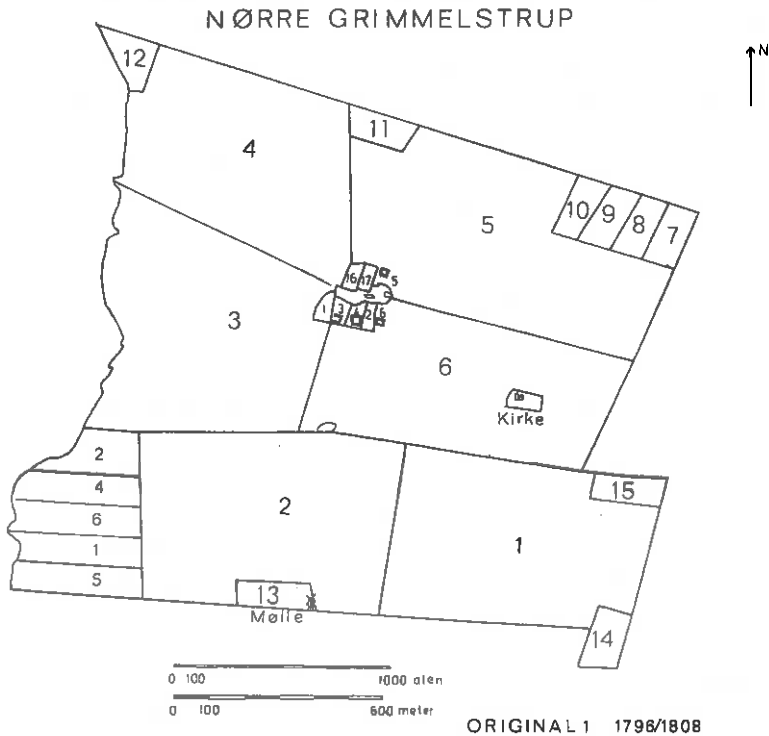 NØRRE GRIMMELSTRUP
N
12
11
4
10 9 8 7
5
16 17 5
1 3 4 2 6
3
6
Kirke
2
4
6
1
5
2
15
1
13
Mølle
14
0 100 1000 alen
0 100 600 meter
ORIGINAL 1 1796/1808